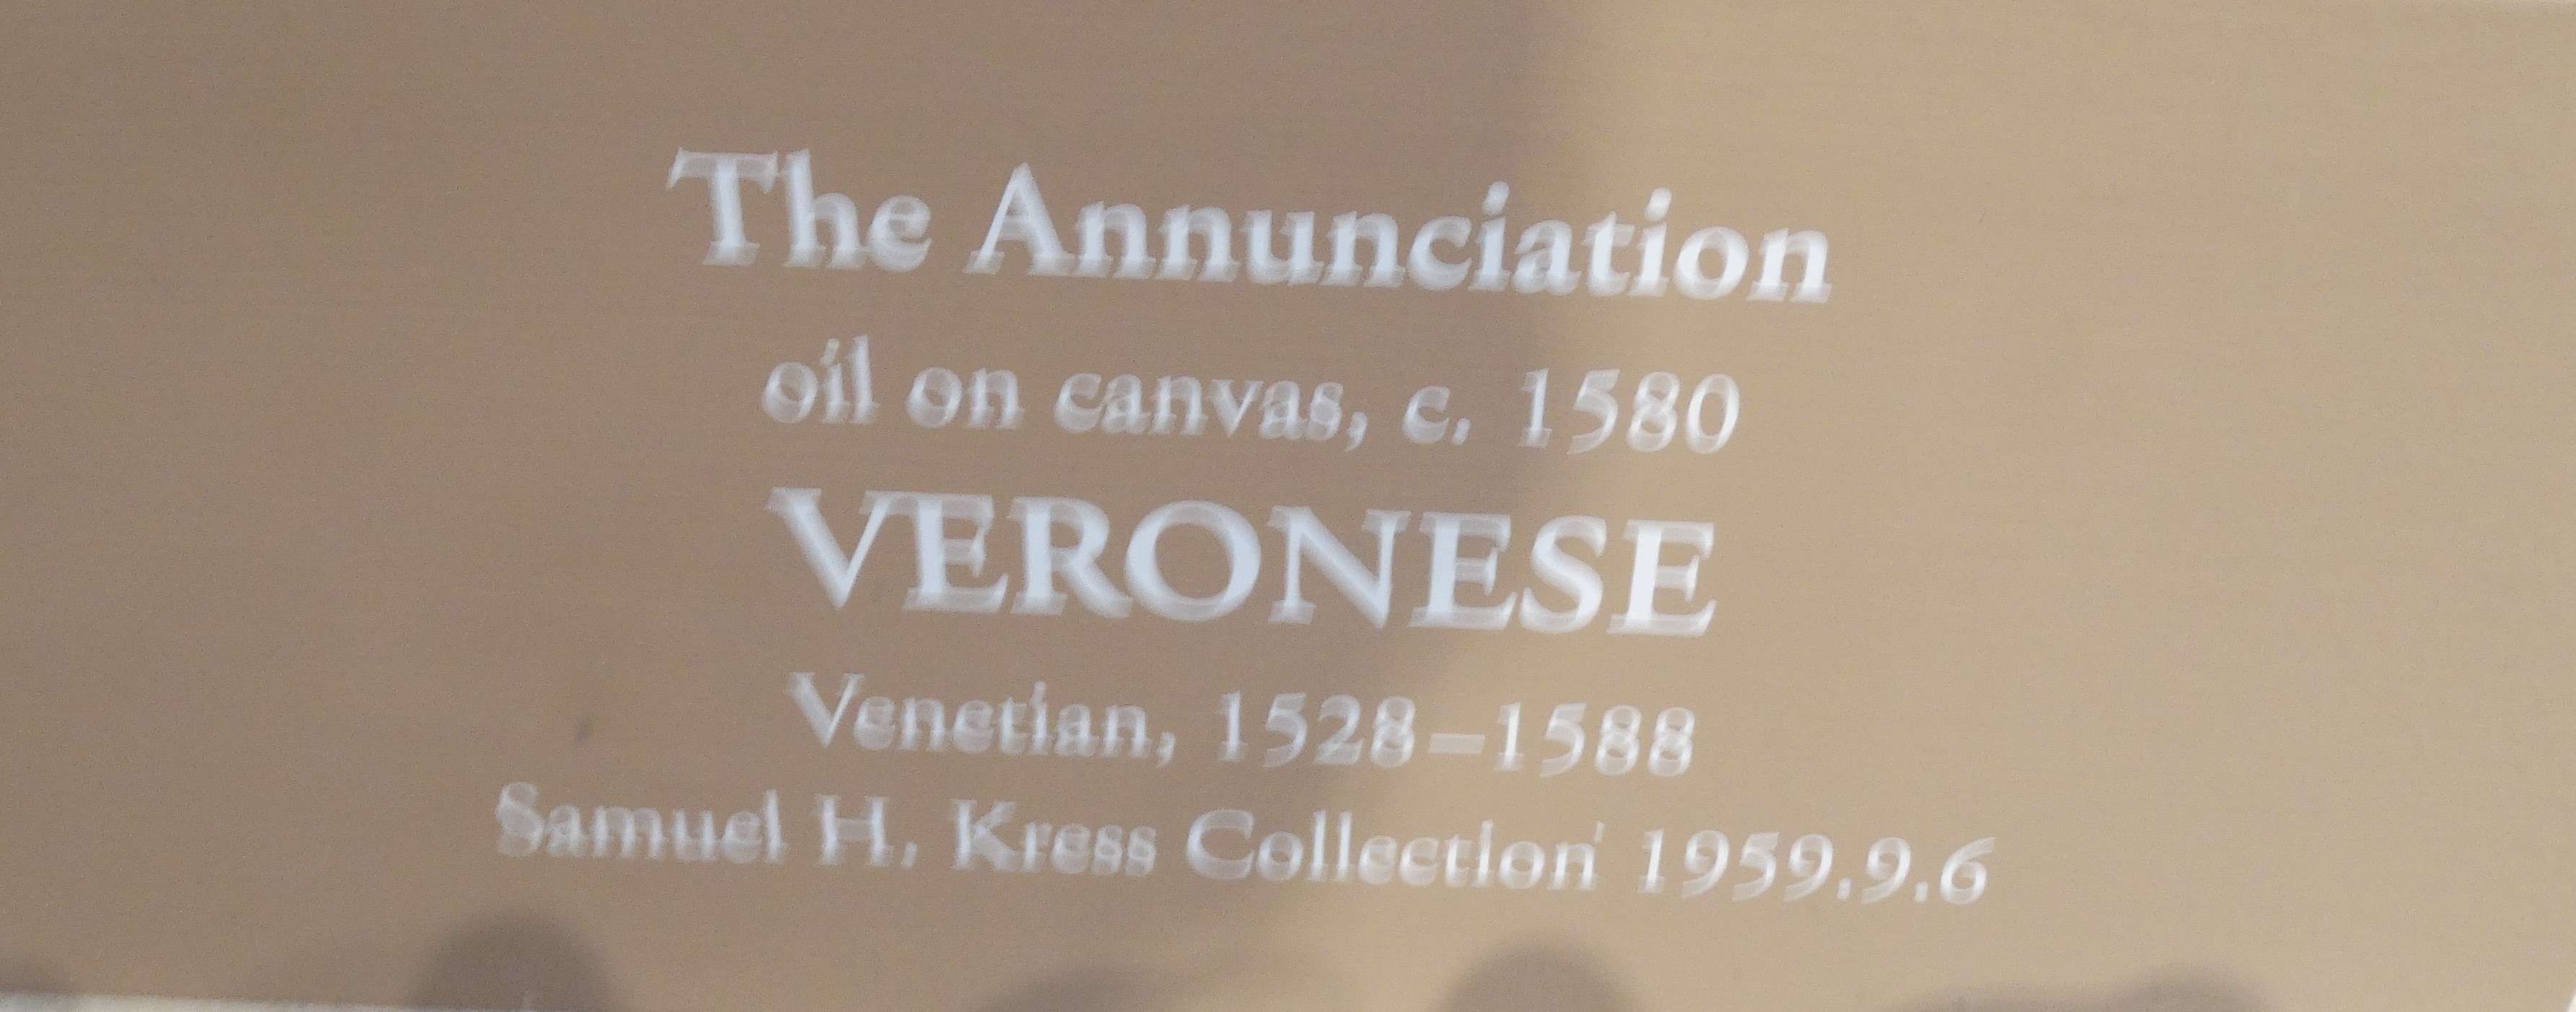 The Annunciation
oil on canvas, c. 1580
VERONESE
Venetian, 1528–1588
Samuel H. Kress Collection 1959.9.6